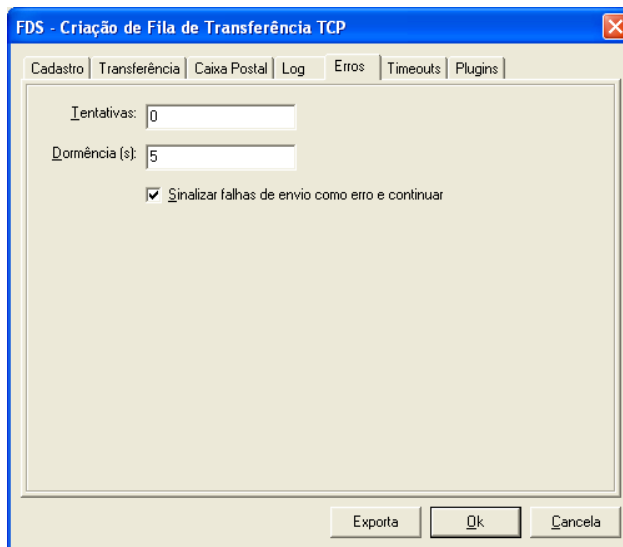 FDS - Criação de Fila de Transferência TCP
Cadastro Transferência Caixa Postal Log Erros Timeouts Plugins
Tentativas: 0
Dormência (s): 5
Sinalizar falhas de envio como erro e continuar
Exporta Ok Cancela